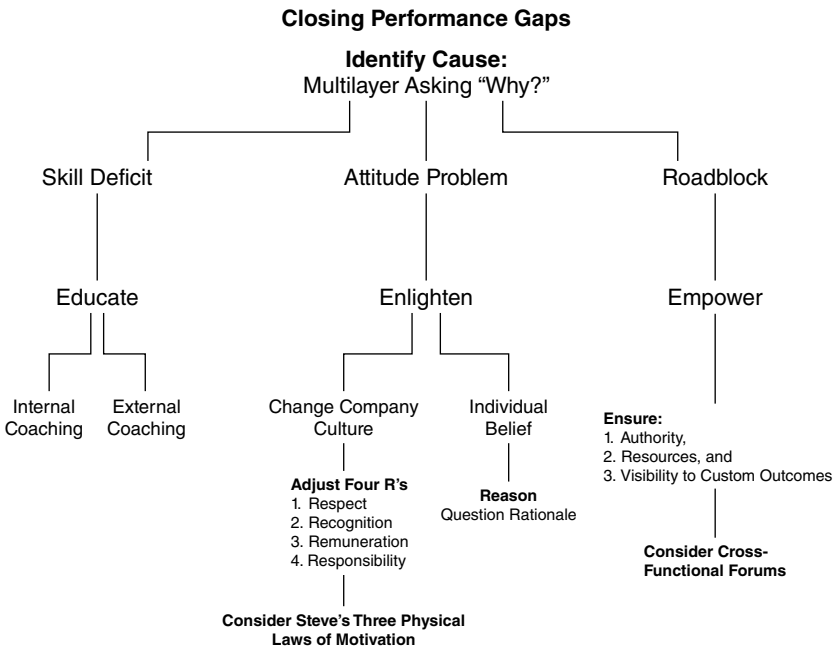 Closing Performance Gaps
Identify Cause:
Multilayer Asking “Why?”
Skill Deficit
Attitude Problem
Roadblock
Educate
Enlighten
Empower
Internal
Coaching
External
Coaching
Change Company
Culture
Individual
Belief
Ensure:
1. Authority,
2. Resources, and
3. Visibility to Custom Outcomes
Adjust Four R’s
1. Respect
2. Recognition
3. Remuneration
4. Responsibility
Reason
Question Rationale
Consider Cross-
Functional Forums
Consider Steve’s Three Physical
Laws of Motivation